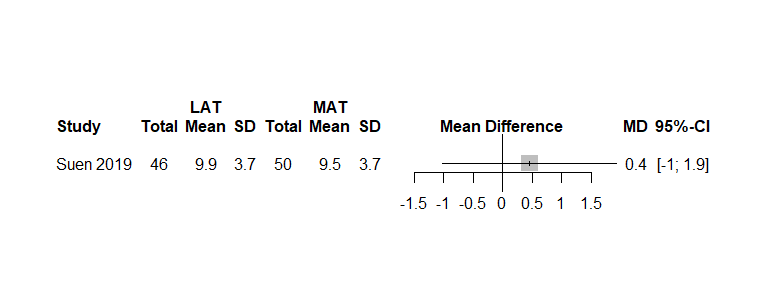 LAT MAT
Study Total Mean SD Total Mean SD Mean Difference MD 95%-CI
Suen 2019 46 9.9 3.7 50 9.5 3.7 0.4 [-1; 1.9]
-1.5 -1 -0.5 0 0.5 1 1.5